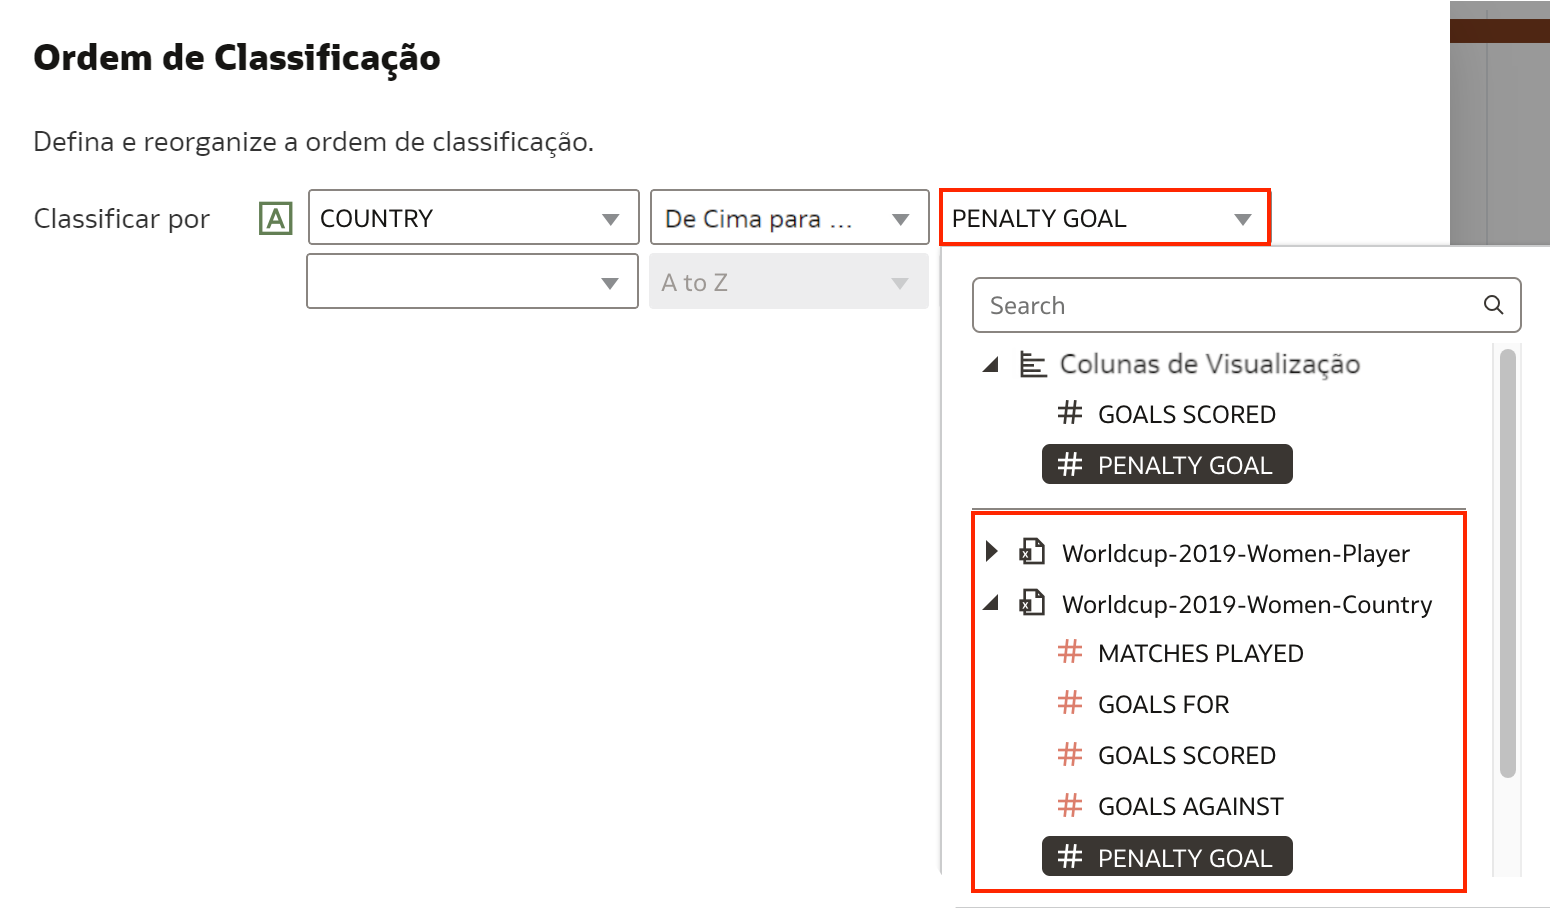 Ordem de Classificação
Defina e reorganize a ordem de classificação.
Classificar por A COUNTRY De Cima para ... PENALTY GOAL
A to Z
Search
Colunas de Visualização
# GOALS SCORED
# PENALTY GOAL
Worldcup-2019-Women-Player
Worldcup-2019-Women-Country
# MATCHES PLAYED
# GOALS FOR
# GOALS SCORED
# GOALS AGAINST
# PENALTY GOAL